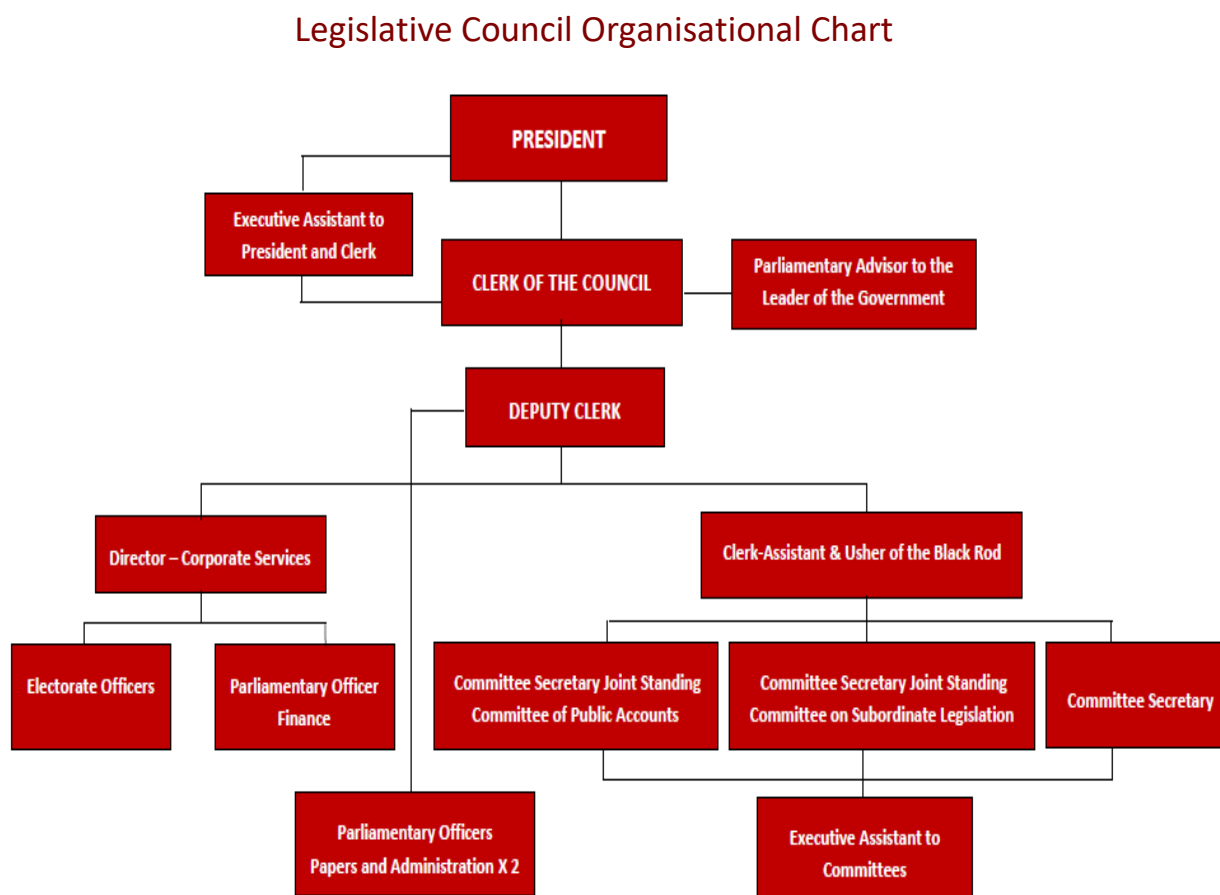 Legislative Council Organisational Chart
PRESIDENT
Executive Assistant to
President and Clerk
CLERK OF THE COUNCIL
Parliamentary Advisor to the
Leader of the Government
DEPUTY CLERK
Director – Corporate Services
Clerk-Assistant & Usher of the Black Rod
Electorate Officers
Parliamentary Officer
Finance
Committee Secretary Joint Standing
Committee of Public Accounts
Committee Secretary Joint Standing
Committee on Subordinate Legislation
Committee Secretary
Parliamentary Officers
Papers and Administration X 2
Executive Assistant to
Committees